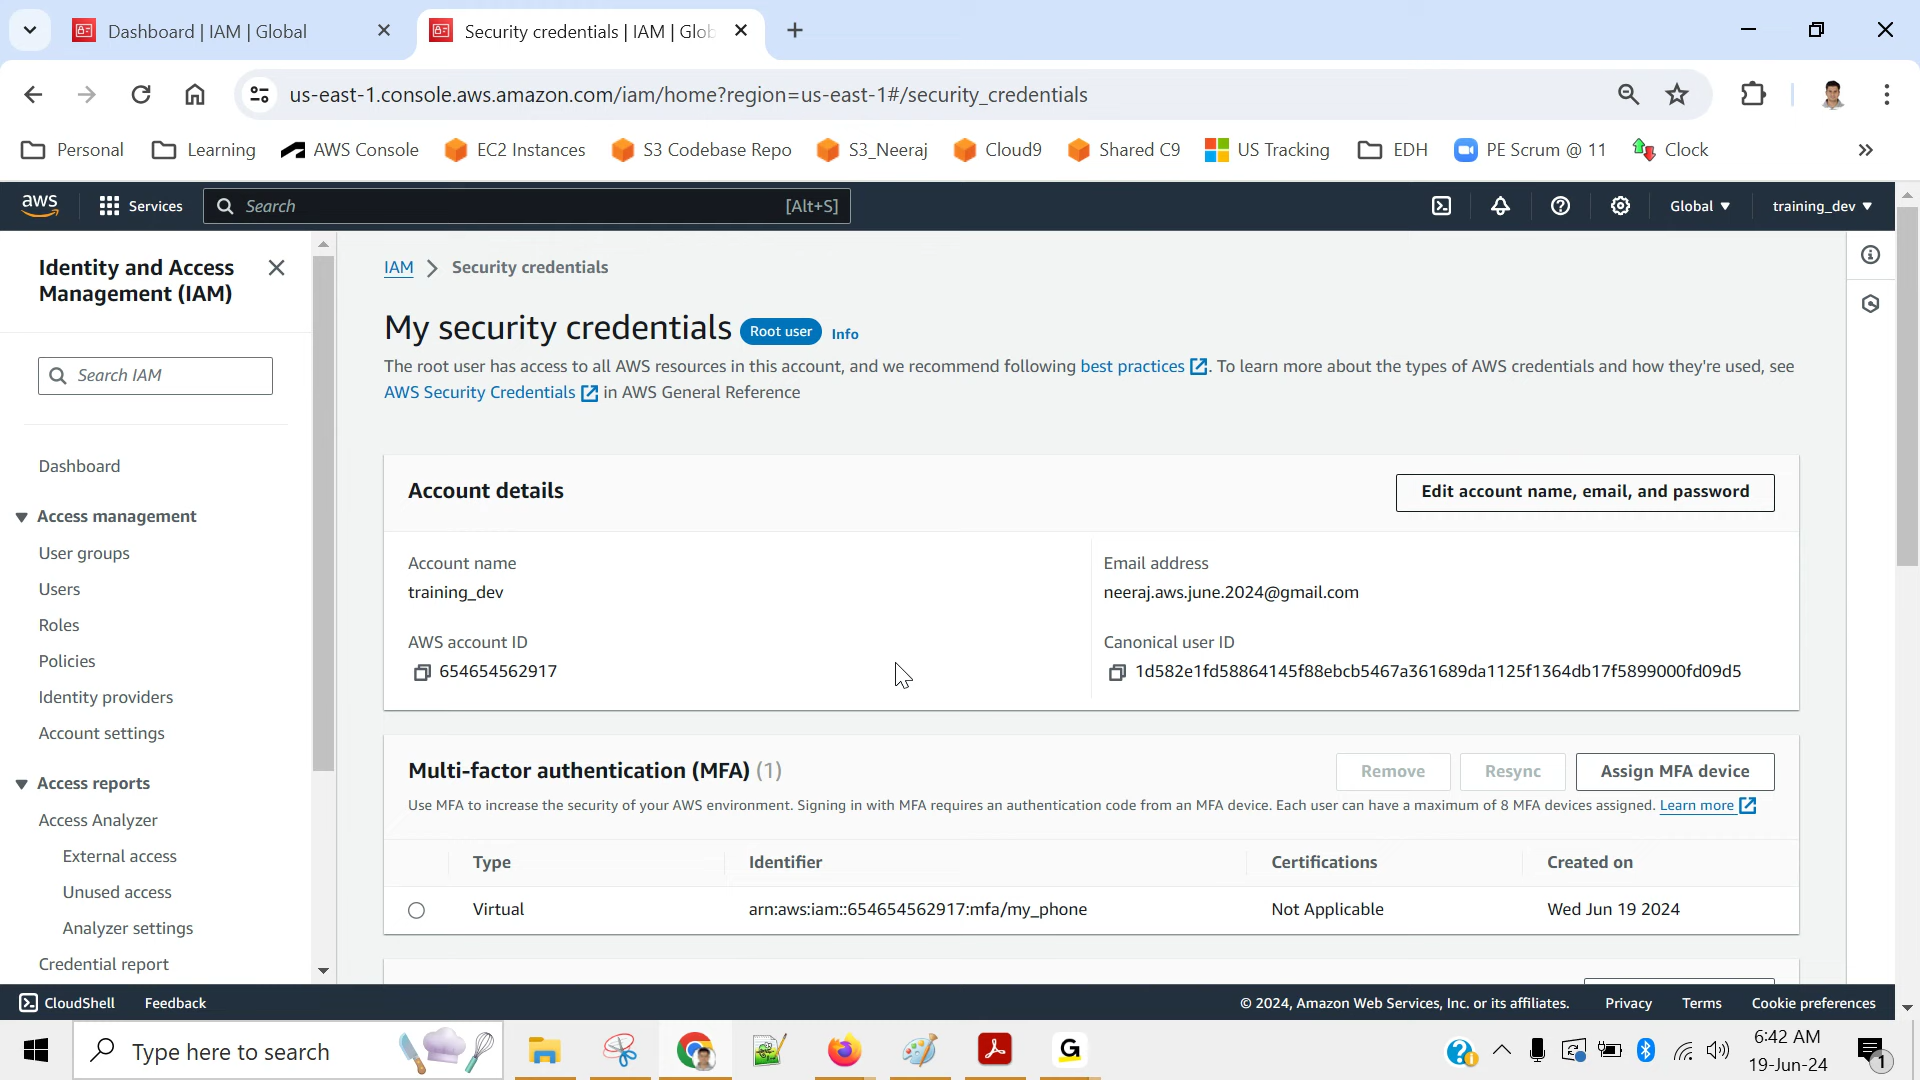 Dashboard | IAM | Global
Security credentials | IAM | Glob
us-east-1.console.aws.amazon.com/iam/home?region=us-east-1#/security_credentials
Personal Learning AWS Console EC2 Instances S3 Codebase Repo S3_Neeraj Cloud9 Shared C9 US Tracking EDH PE Scrum @ 11 Clock
aws Services Search [Alt+S] Global training_dev
Identity and Access
Management (IAM)
Search IAM
Dashboard
Access management
User groups
Users
Roles
Policies
Identity providers
Account settings
Access reports
Access Analyzer
External access
Unused access
Analyzer settings
Credential report
IAM > Security credentials
My security credentials Root user Info
The root user has access to all AWS resources in this account, and we recommend following best practices. To learn more about the types of AWS credentials and how they're used, see
AWS Security Credentials in AWS General Reference
Account details
Edit account name, email, and password
Account name
training_dev
Email address
neeraj.aws.june.2024@gmail.com
AWS account ID
654654562917
Canonical user ID
1d582e1fd58864145f88ebcb5467a361689da1125f1364db17f5899000fd09d5
Multi-factor authentication (MFA) (1)
Remove Resync Assign MFA device
Use MFA to increase the security of your AWS environment. Signing in with MFA requires an authentication code from an MFA device. Each user can have a maximum of 8 MFA devices assigned. Learn more
Type Identifier Certifications Created on
Virtual arn:aws:iam::654654562917:mfa/my_phone Not Applicable Wed Jun 19 2024
CloudShell Feedback © 2024, Amazon Web Services, Inc. or its affiliates. Privacy Terms Cookie preferences
Type here to search
6:42 AM
19-Jun-24
1